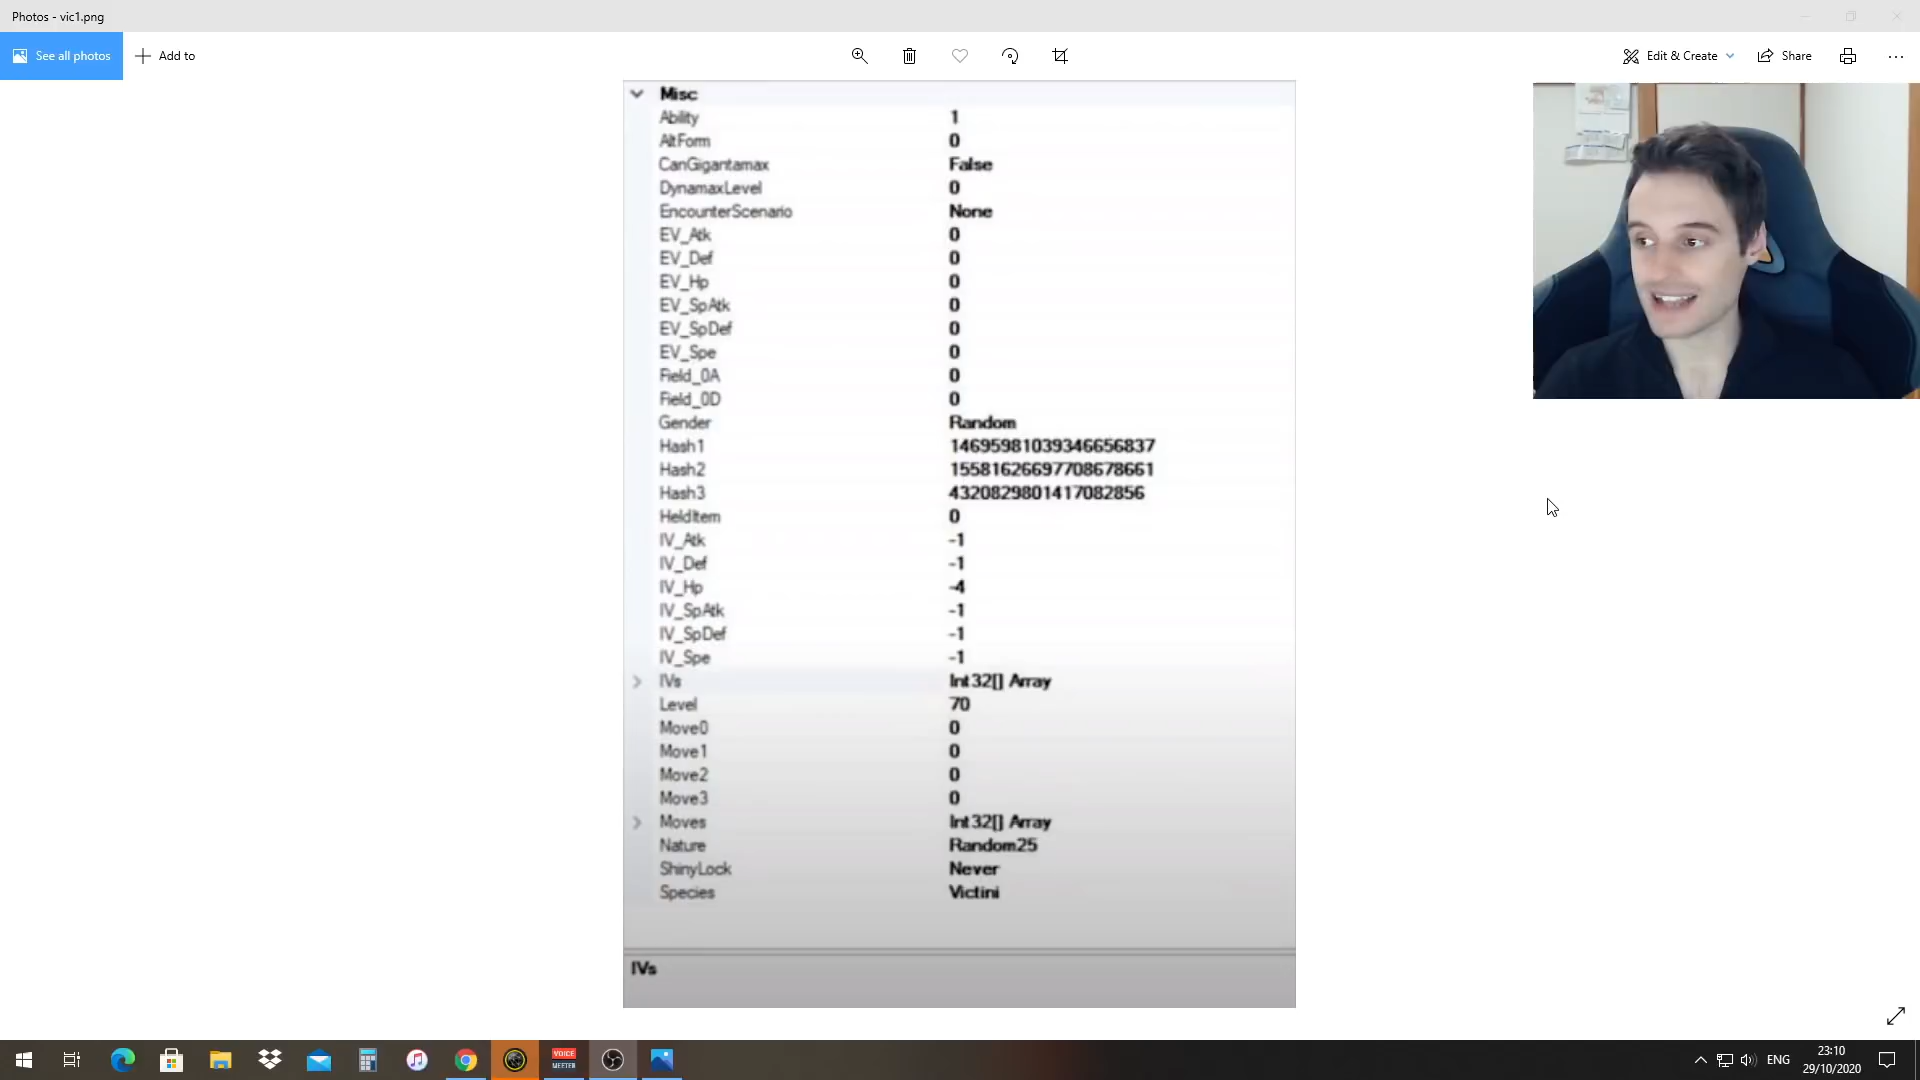 Photos - vic1.png
See all photos
Add to
Edit & Create
Share
Misc
Ability 1
AltForm 0
CanGigantamax False
DynamaxLevel 0
EncounterScenario None
EV_Atk 0
EV_Def 0
EV_Hp 0
EV_SpAtk 0
EV_SpDef 0
EV_Spe 0
Field_0A 0
Field_0D 0
Gender Random
Hash1 14695981039346656837
Hash2 15581626697708678661
Hash3 4320829801417082856
HeldItem 0
IV_Atk -1
IV_Def -1
IV_Hp -4
IV_SpAtk -1
IV_SpDef -1
IV_Spe -1
IVs Int32[] Array
Level 70
Move0 0
Move1 0
Move2 0
Move3 0
Moves Int32[] Array
Nature Random25
ShinyLock Never
Species Victini
IVs
VOICE
MEETER
ENG
23:10
29/10/2020